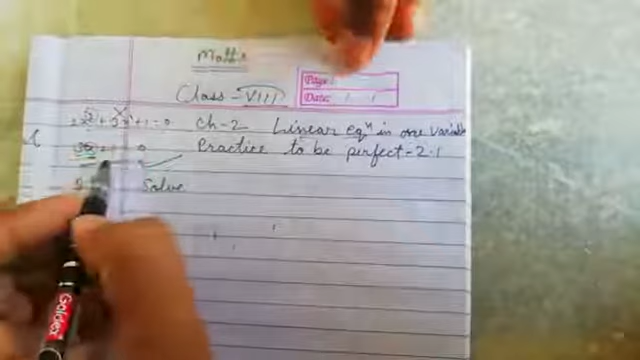 Maths
Page:
Date:
Class - VIII
Ch-2 Linear eqⁿ in one variable
Practice to be perfect - 2.1
Solve
Goldex